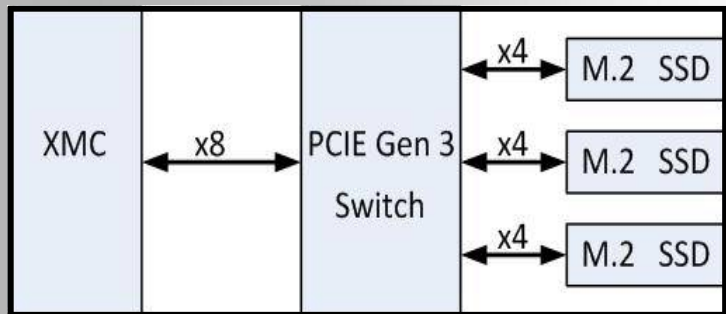 XMC
x8
PCIE Gen 3
Switch
x4
M.2 SSD
x4
M.2 SSD
x4
M.2 SSD